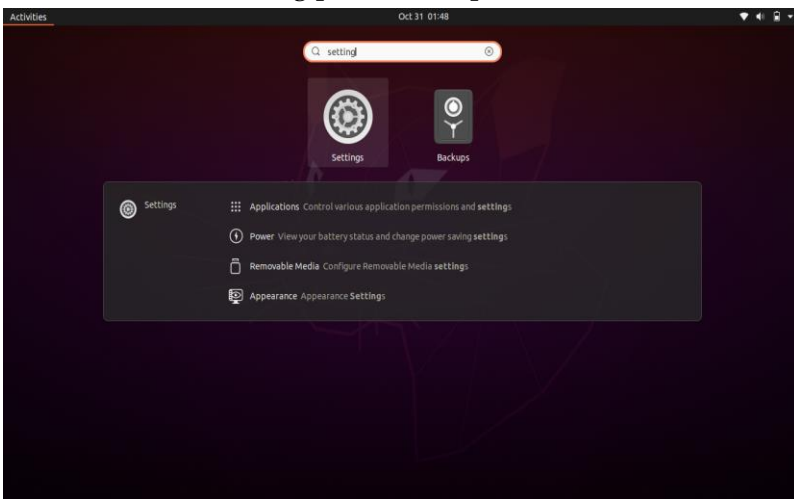 Activities
Oct 31 01:48
setting
Settings
Backups
Settings
Applications Control various application permissions and settings
Power View your battery status and change power saving settings
Removable Media Configure Removable Media settings
Appearance Appearance Settings